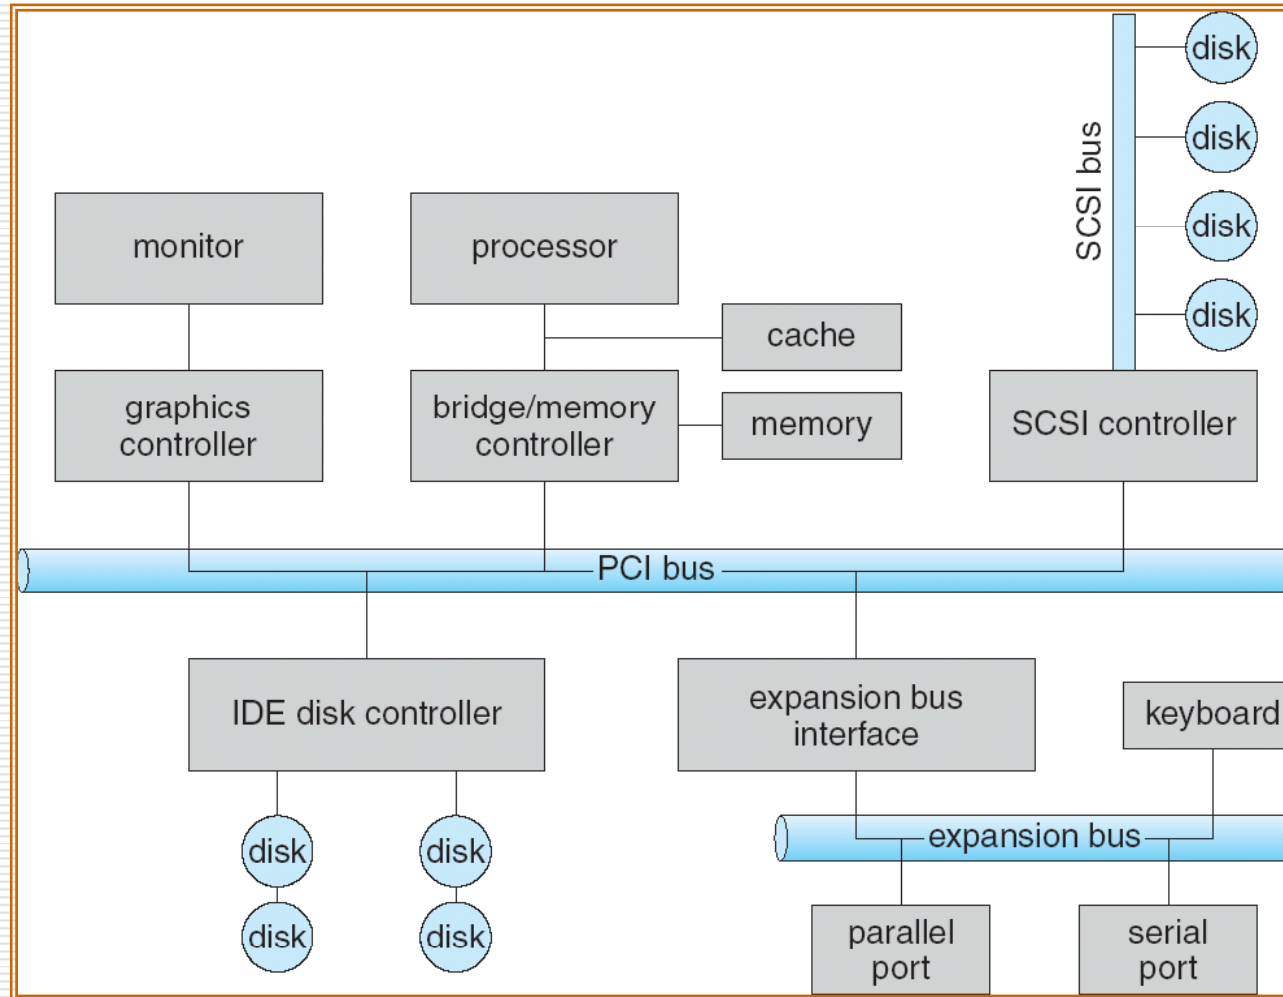 disk
disk
SCSI bus
disk
disk
monitor
processor
cache
graphics
controller
bridge/memory
controller
memory
SCSI controller
PCI bus
IDE disk controller
expansion bus
interface
keyboard
disk
disk
expansion bus
disk
disk
parallel
port
serial
port